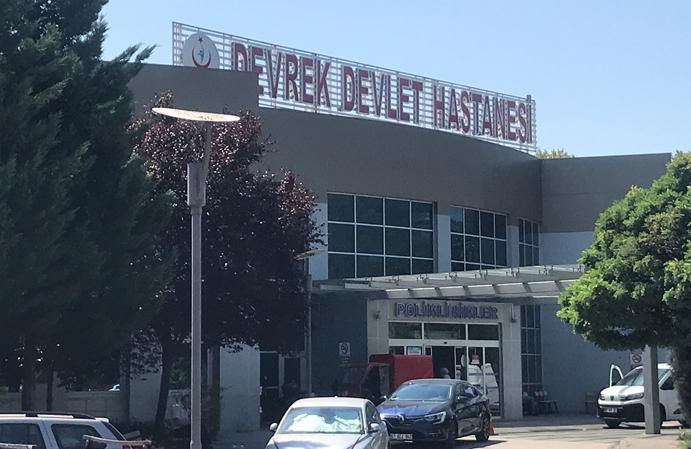 DEVREK DEVLET HASTANESİ
POLİKLİNİKLER